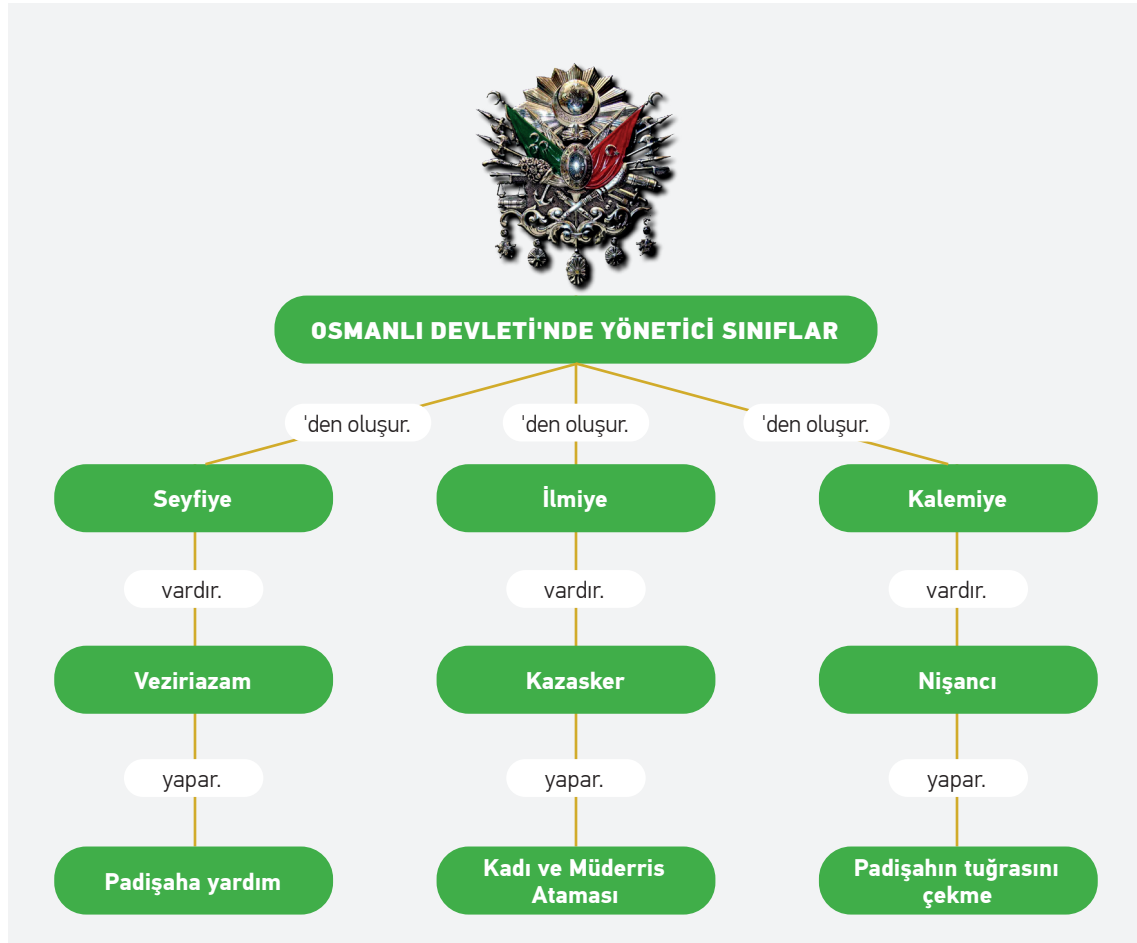 OSMANLI DEVLETİ'NDE YÖNETİCİ SINIFLAR
'den oluşur.
'den oluşur.
'den oluşur.
Seyfiye
İlmiye
Kalemiye
vardır.
vardır.
vardır.
Veziriazam
Kazasker
Nişancı
yapar.
yapar.
yapar.
Padişaha yardım
Kadı ve Müderris
Ataması
Padişahın tuğrasını
çekme